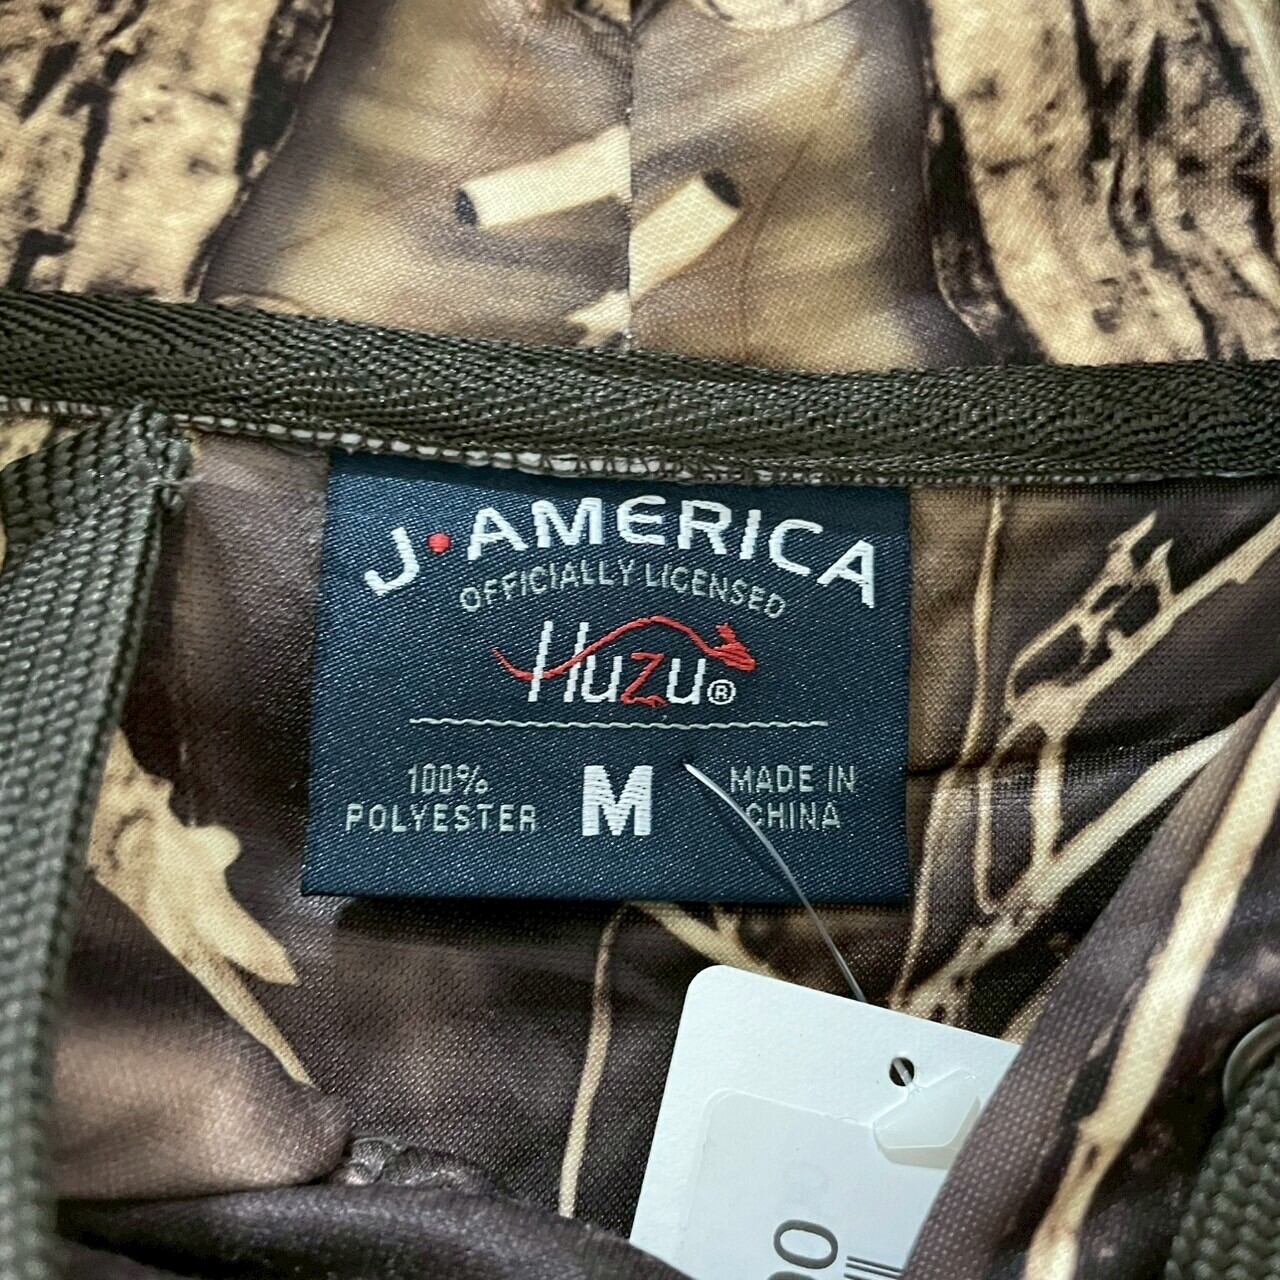 J•AMERICA
OFFICIALLY LICENSED
Huzu®
100%
POLYESTER
M
MADE IN
CHINA